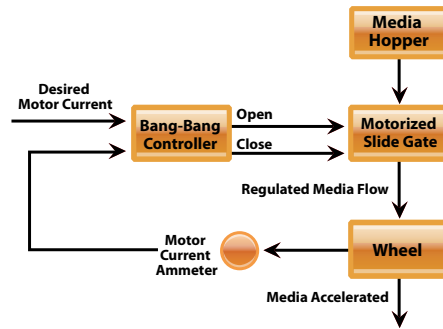 Media
Hopper
Desired
Motor Current
Bang-Bang
Controller
Open
Close
Motorized
Slide Gate
Regulated Media Flow
Motor
Current
Ammeter
Wheel
Media Accelerated